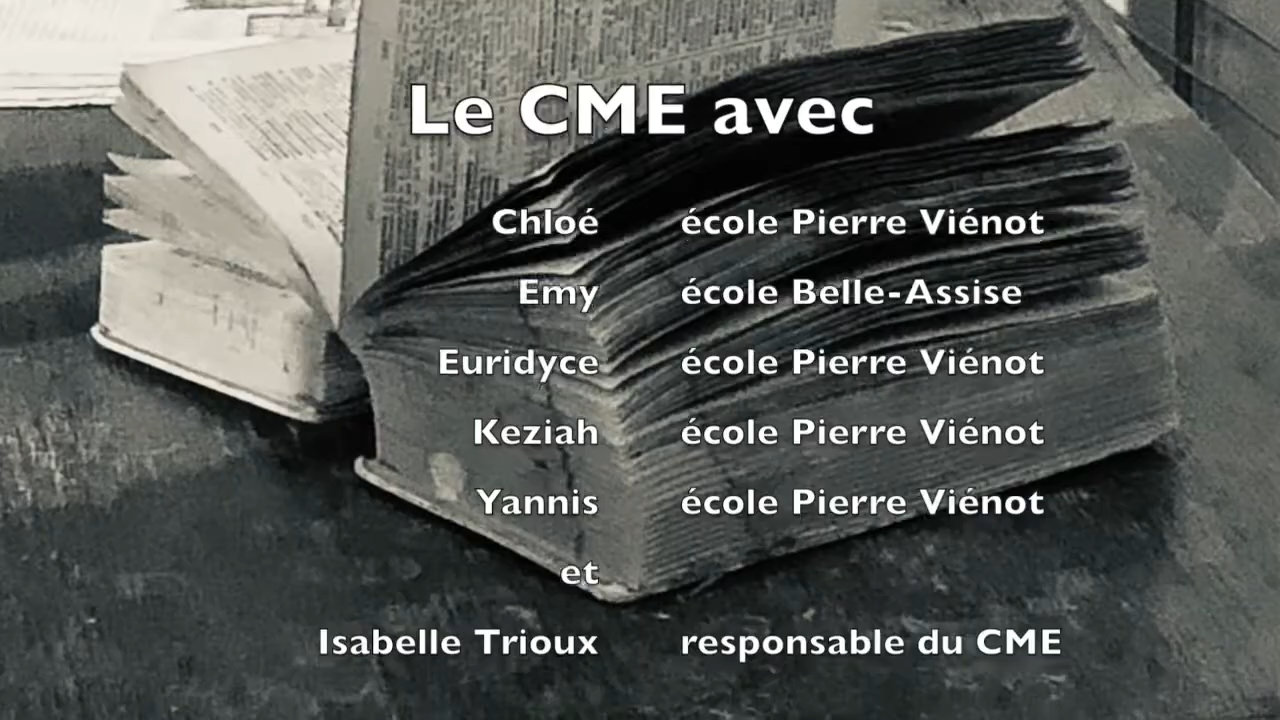 Le CME avec
Chloé école Pierre Viénot
Emy école Belle-Assise
Euridyce école Pierre Viénot
Keziah école Pierre Viénot
Yannis école Pierre Viénot
et
Isabelle Trioux responsable du CME